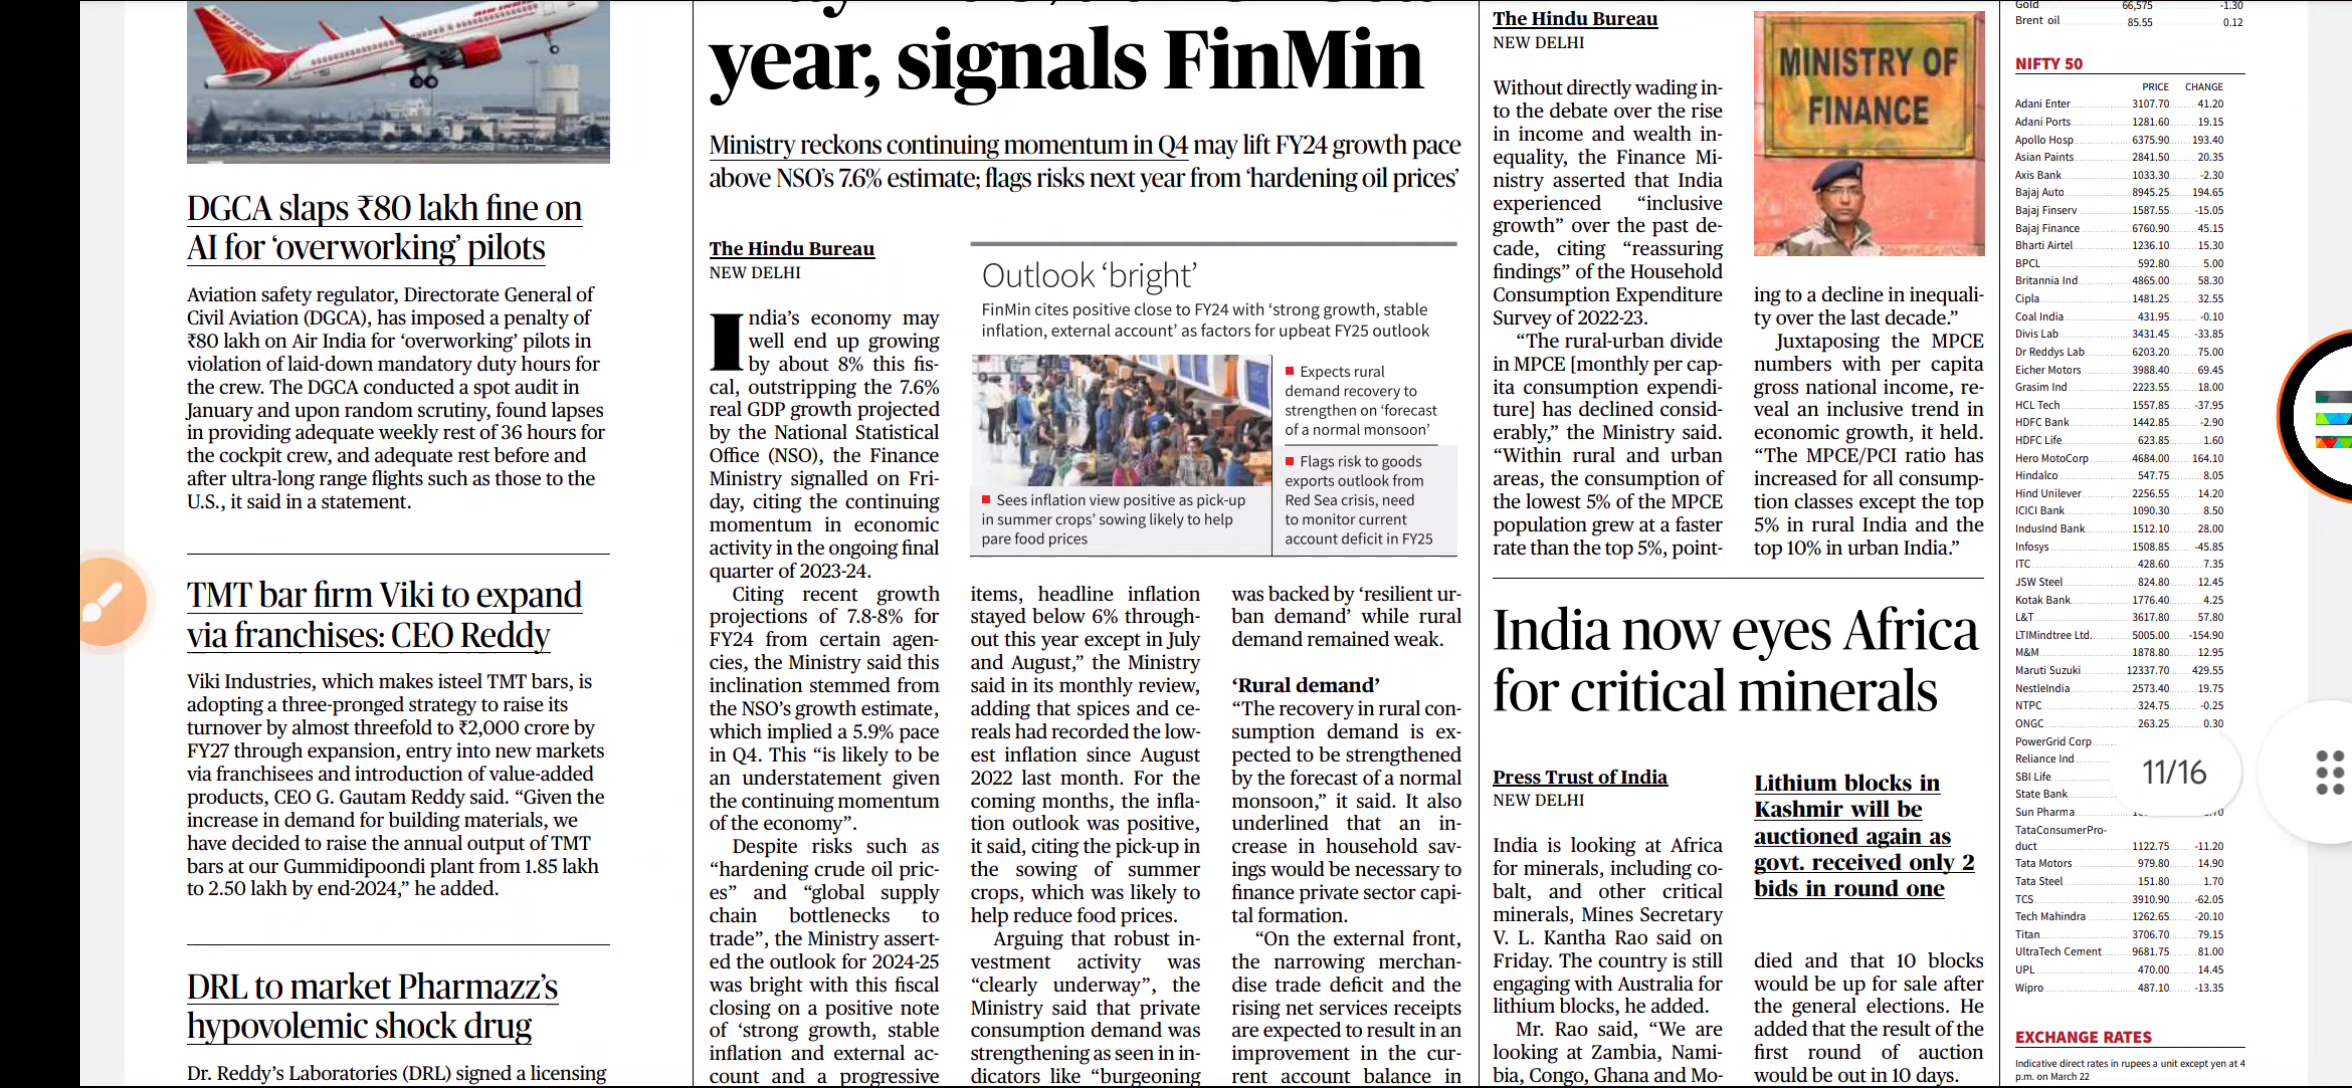 AIR INDIA
DGCA slaps ₹80 lakh fine on
AI for ‘overworking’ pilots
Aviation safety regulator, Directorate General of
Civil Aviation (DGCA), has imposed a penalty of
₹80 lakh on Air India for ‘overworking’ pilots in
violation of laid-down mandatory duty hours for
the crew. The DGCA conducted a spot audit in
January and upon random scrutiny, found lapses
in providing adequate weekly rest of 36 hours for
the cockpit crew, and adequate rest before and
after ultra-long range flights such as those to the
U.S., it said in a statement.
TMT bar firm Viki to expand
via franchises: CEO Reddy
Viki Industries, which makes isteel TMT bars, is
adopting a three-pronged strategy to raise its
turnover by almost threefold to ₹2,000 crore by
FY27 through expansion, entry into new markets
via franchisees and introduction of value-added
products, CEO G. Gautam Reddy said. “Given the
increase in demand for building materials, we
have decided to raise the annual output of TMT
bars at our Gummidipoondi plant from 1.85 lakh
to 2.50 lakh by end-2024,” he added.
DRL to market Pharmazz’s
hypovolemic shock drug
Dr. Reddy’s Laboratories (DRL) signed a licensing
year, signals FinMin
Ministry reckons continuing momentum in Q4 may lift FY24 growth pace
above NSO’s 7.6% estimate; flags risks next year from ‘hardening oil prices’
The Hindu Bureau
NEW DELHI
India’s economy may
well end up growing
by about 8% this fis-
cal, outstripping the 7.6%
real GDP growth projected
by the National Statistical
Office (NSO), the Finance
Ministry signalled on Fri-
day, citing the continuing
momentum in economic
activity in the ongoing final
quarter of 2023-24.
Citing recent growth
projections of 7.8-8% for
FY24 from certain agen-
cies, the Ministry said this
inclination stemmed from
the NSO’s growth estimate,
which implied a 5.9% pace
in Q4. This “is likely to be
an understatement given
the continuing momentum
of the economy”.
Despite risks such as
“hardening crude oil pric-
es” and “global supply
chain bottlenecks to
trade”, the Ministry assert-
ed the outlook for 2024-25
was bright with this fiscal
closing on a positive note
of ‘strong growth, stable
inflation and external ac-
count and a progressive
Outlook ‘bright’
FinMin cites positive close to FY24 with ‘strong growth, stable
inflation, external account’ as factors for upbeat FY25 outlook
Sees inflation view positive as pick-up
in summer crops’ sowing likely to help
pare food prices
Expects rural
demand recovery to
strengthen on ‘forecast
of a normal monsoon’
Flags risk to goods
exports outlook from
Red Sea crisis, need
to monitor current
account deficit in FY25
items, headline inflation
stayed below 6% through-
out this year except in July
and August,” the Ministry
said in its monthly review,
adding that spices and ce-
reals had recorded the low-
est inflation since August
2022 last month. For the
coming months, the infla-
tion outlook was positive,
it said, citing the pick-up in
the sowing of summer
crops, which was likely to
help reduce food prices.
Arguing that robust in-
vestment activity was
“clearly underway”, the
Ministry said that private
consumption demand was
strengthening as seen in in-
dicators like “burgeoning
was backed by ‘resilient ur-
ban demand’ while rural
demand remained weak.
‘Rural demand’
“The recovery in rural con-
sumption demand is ex-
pected to be strengthened
by the forecast of a normal
monsoon,” it said. It also
underlined that an in-
crease in household sav-
ings would be necessary to
finance private sector capi-
tal formation.
“On the external front,
the narrowing merchan-
dise trade deficit and the
rising net services receipts
are expected to result in an
improvement in the cur-
rent account balance in
The Hindu Bureau
NEW DELHI
Without directly wading in-
to the debate over the rise
in income and wealth in-
equality, the Finance Mi-
nistry asserted that India
experienced “inclusive
growth” over the past de-
cade, citing “reassuring
findings” of the Household
Consumption Expenditure
Survey of 2022-23.
“The rural-urban divide
in MPCE [monthly per cap-
ita consumption expendi-
ture] has declined consid-
erably,” the Ministry said.
“Within rural and urban
areas, the consumption of
the lowest 5% of the MPCE
population grew at a faster
rate than the top 5%, point-
MINISTRY OF
FINANCE
ing to a decline in inequali-
ty over the last decade.”
Juxtaposing the MPCE
numbers with per capita
gross national income, re-
veal an inclusive trend in
economic growth, it held.
“The MPCE/PCI ratio has
increased for all consump-
tion classes except the top
5% in rural India and the
top 10% in urban India.”
India now eyes Africa
for critical minerals
Press Trust of India
NEW DELHI
India is looking at Africa
for minerals, including co-
balt, and other critical
minerals, Mines Secretary
V. L. Kantha Rao said on
Friday. The country is still
engaging with Australia for
lithium blocks, he added.
Mr. Rao said, “We are
looking at Zambia, Nami-
bia, Congo, Ghana and Mo-
Lithium blocks in
Kashmir will be
auctioned again as
govt. received only 2
bids in round one
died and that 10 blocks
would be up for sale after
the general elections. He
added that the result of the
first round of auction
would be out in 10 days.
Gold 66,575 -1.30
Brent oil 85.55 0.12
NIFTY 50
PRICE CHANGE
Adani Enter 3107.70 41.20
Adani Ports 1281.60 19.15
Apollo Hosp 6375.90 193.40
Asian Paints 2841.50 20.35
Axis Bank 1033.30 -2.30
Bajaj Auto 8945.25 194.65
Bajaj Finserv 1587.55 -15.05
Bajaj Finance 6760.90 45.15
Bharti Airtel 1236.10 15.30
BPCL 592.80 5.00
Britannia Ind 4865.00 58.30
Cipla 1481.25 32.55
Coal India 431.95 -0.10
Divis Lab 3431.45 -33.85
Dr Reddys Lab 6203.20 75.00
Eicher Motors 3988.40 69.45
Grasim Ind 2223.55 18.00
HCL Tech 1557.85 -37.95
HDFC Bank 1442.85 -2.90
HDFC Life 623.85 1.60
Hero MotoCorp 4684.00 164.10
Hindalco 547.75 8.05
Hind Unilever 2256.55 14.20
ICICI Bank 1090.30 8.50
IndusInd Bank 1512.10 28.00
Infosys 1508.85 -45.85
ITC 428.60 7.35
JSW Steel 824.80 12.45
Kotak Bank 1776.40 4.25
L&T 3617.80 57.80
LTIMindtree Ltd. 5005.00 -154.90
M&M 1878.80 12.95
Maruti Suzuki 12337.70 429.55
NestleIndia 2573.40 19.75
NTPC 324.75 -0.25
ONGC 263.25 0.30
PowerGrid Corp
Reliance Ind
SBI Life
State Bank
Sun Pharma
TataConsumerPro-
duct 1122.75 -11.20
Tata Motors 979.80 14.90
Tata Steel 151.80 1.70
TCS 3910.90 -62.05
Tech Mahindra 1262.65 -20.10
Titan 3706.70 79.15
UltraTech Cement 9681.75 81.00
UPL 470.00 14.45
Wipro 487.10 -13.35
11/16
EXCHANGE RATES
Indicative direct rates in rupees a unit except yen at 4
p.m. on March 22